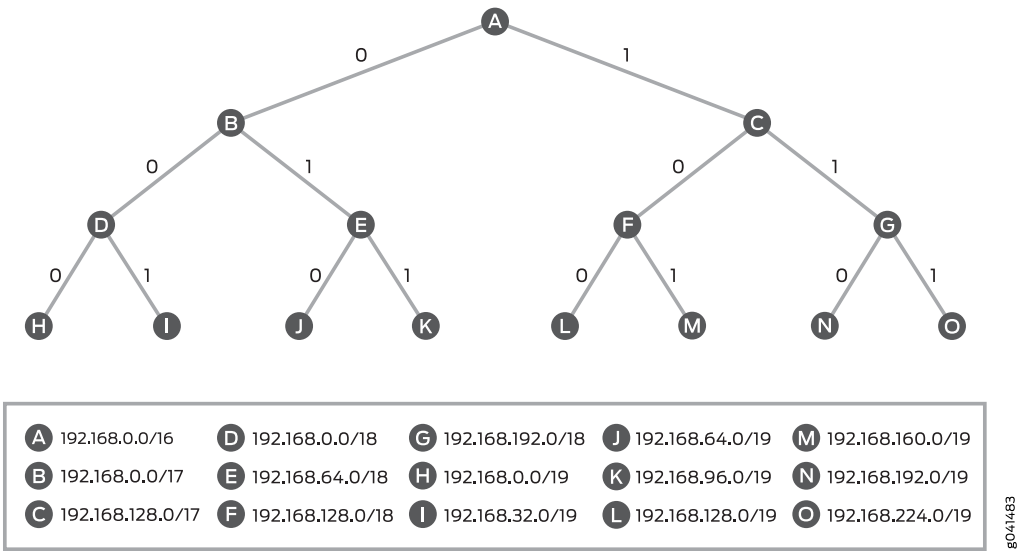 A
0 1
B C
0 1 0 1
D E F G
0 1 0 1 0 1 0 1
H I J K L M N O
A 192.168.0.0/16 D 192.168.0.0/18 G 192.168.192.0/18 J 192.168.64.0/19 M 192.168.160.0/19
B 192.168.0.0/17 E 192.168.64.0/18 H 192.168.0.0/19 K 192.168.96.0/19 N 192.168.192.0/19
C 192.168.128.0/17 F 192.168.128.0/18 I 192.168.32.0/19 L 192.168.128.0/19 O 192.168.224.0/19
g041483